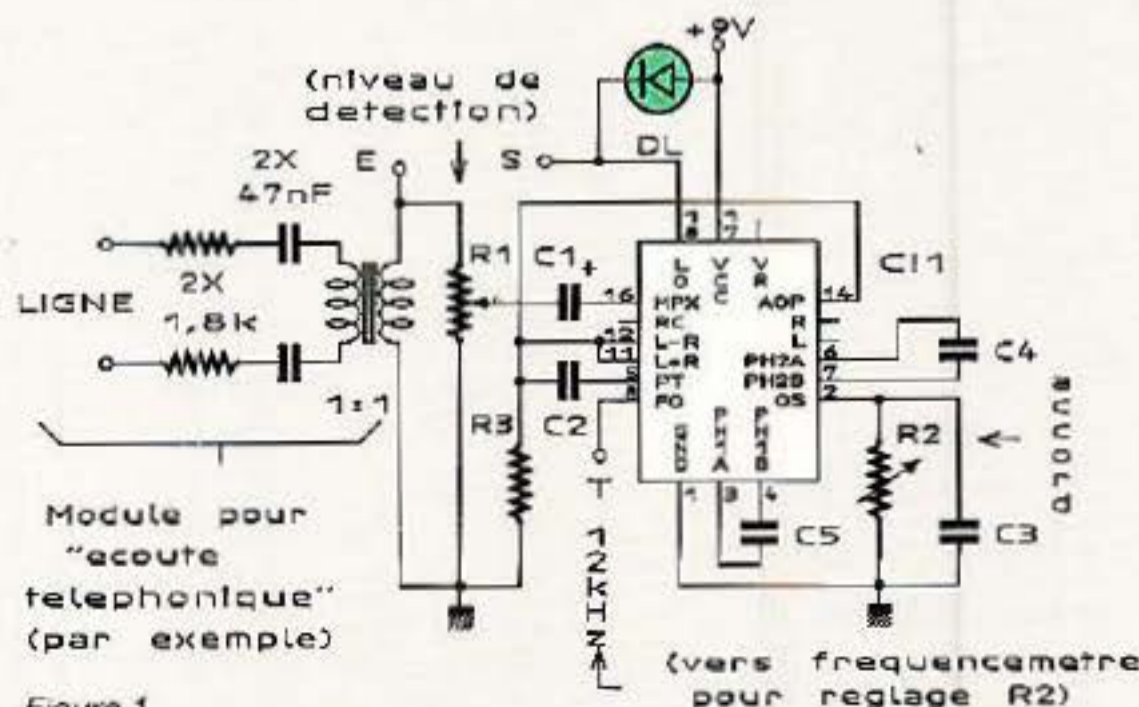 +9V
(niveau de
detection)
2X
47nF
E
S
DL
LIGNE
2X
1,8k
1:1
R1
C1
+
R3
C2
CI1
16
12
11
5
14
6
7
2
1
3
4
LD
VCC
VR
MPX
RC
L-R
L+R
PT
FO
AOP
R
L
PH2A
PH2B
OS
GND
PH1A
PH1B
C4
R2
C3
C5
accord
T 12KHZ
Module pour
"ecoute
telephonique"
(par exemple)
(vers frequencemetre
pour reglage R2)
Figure 1